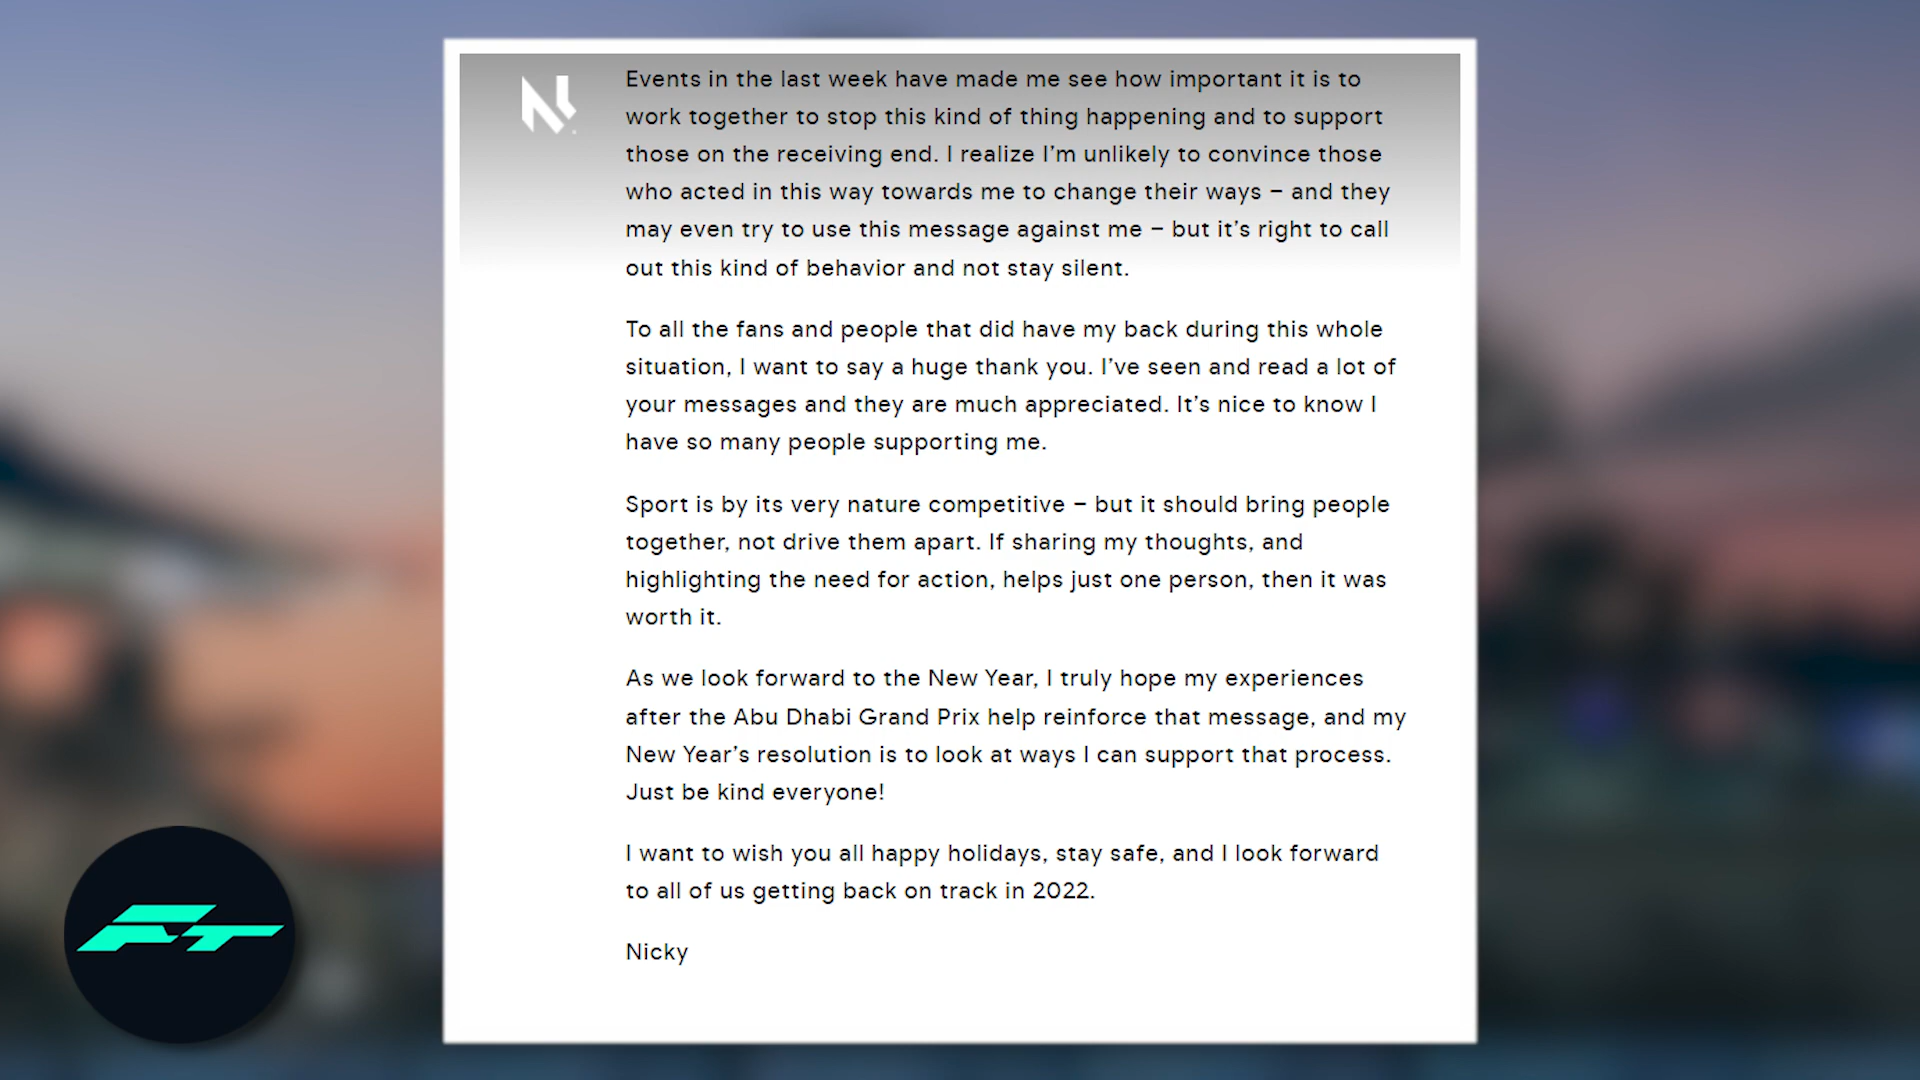 N.
Events in the last week have made me see how important it is to
work together to stop this kind of thing happening and to support
those on the receiving end. I realize I’m unlikely to convince those
who acted in this way towards me to change their ways – and they
may even try to use this message against me – but it’s right to call
out this kind of behavior and not stay silent.
To all the fans and people that did have my back during this whole
situation, I want to say a huge thank you. I’ve seen and read a lot of
your messages and they are much appreciated. It’s nice to know I
have so many people supporting me.
Sport is by its very nature competitive – but it should bring people
together, not drive them apart. If sharing my thoughts, and
highlighting the need for action, helps just one person, then it was
worth it.
As we look forward to the New Year, I truly hope my experiences
after the Abu Dhabi Grand Prix help reinforce that message, and my
New Year’s resolution is to look at ways I can support that process.
Just be kind everyone!
I want to wish you all happy holidays, stay safe, and I look forward
to all of us getting back on track in 2022.
Nicky
FT